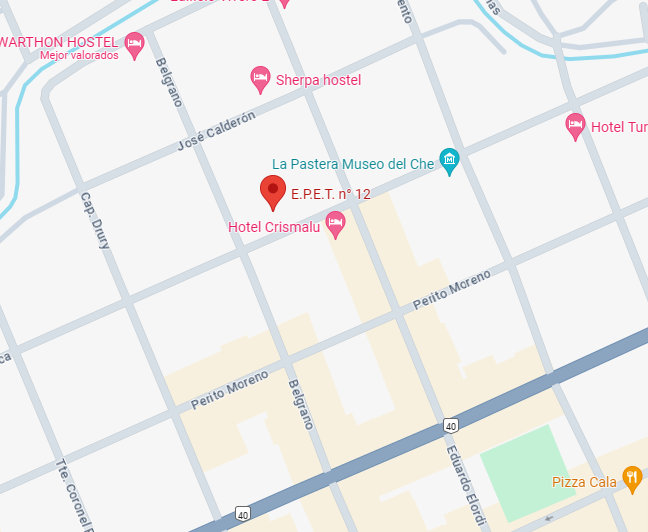 WARTHON HOSTEL
Mejor valorados
Belgrano
Sherpa hostel
José Calderón
Hotel Tur
La Pastera Museo del Che
E.P.E.T. n° 12
Hotel Crismalu
Cap. Drury
Perito Moreno
Perito Moreno
Belgrano
40
Eduardo Elordi
Tte. Coronel
Pizza Cala
40